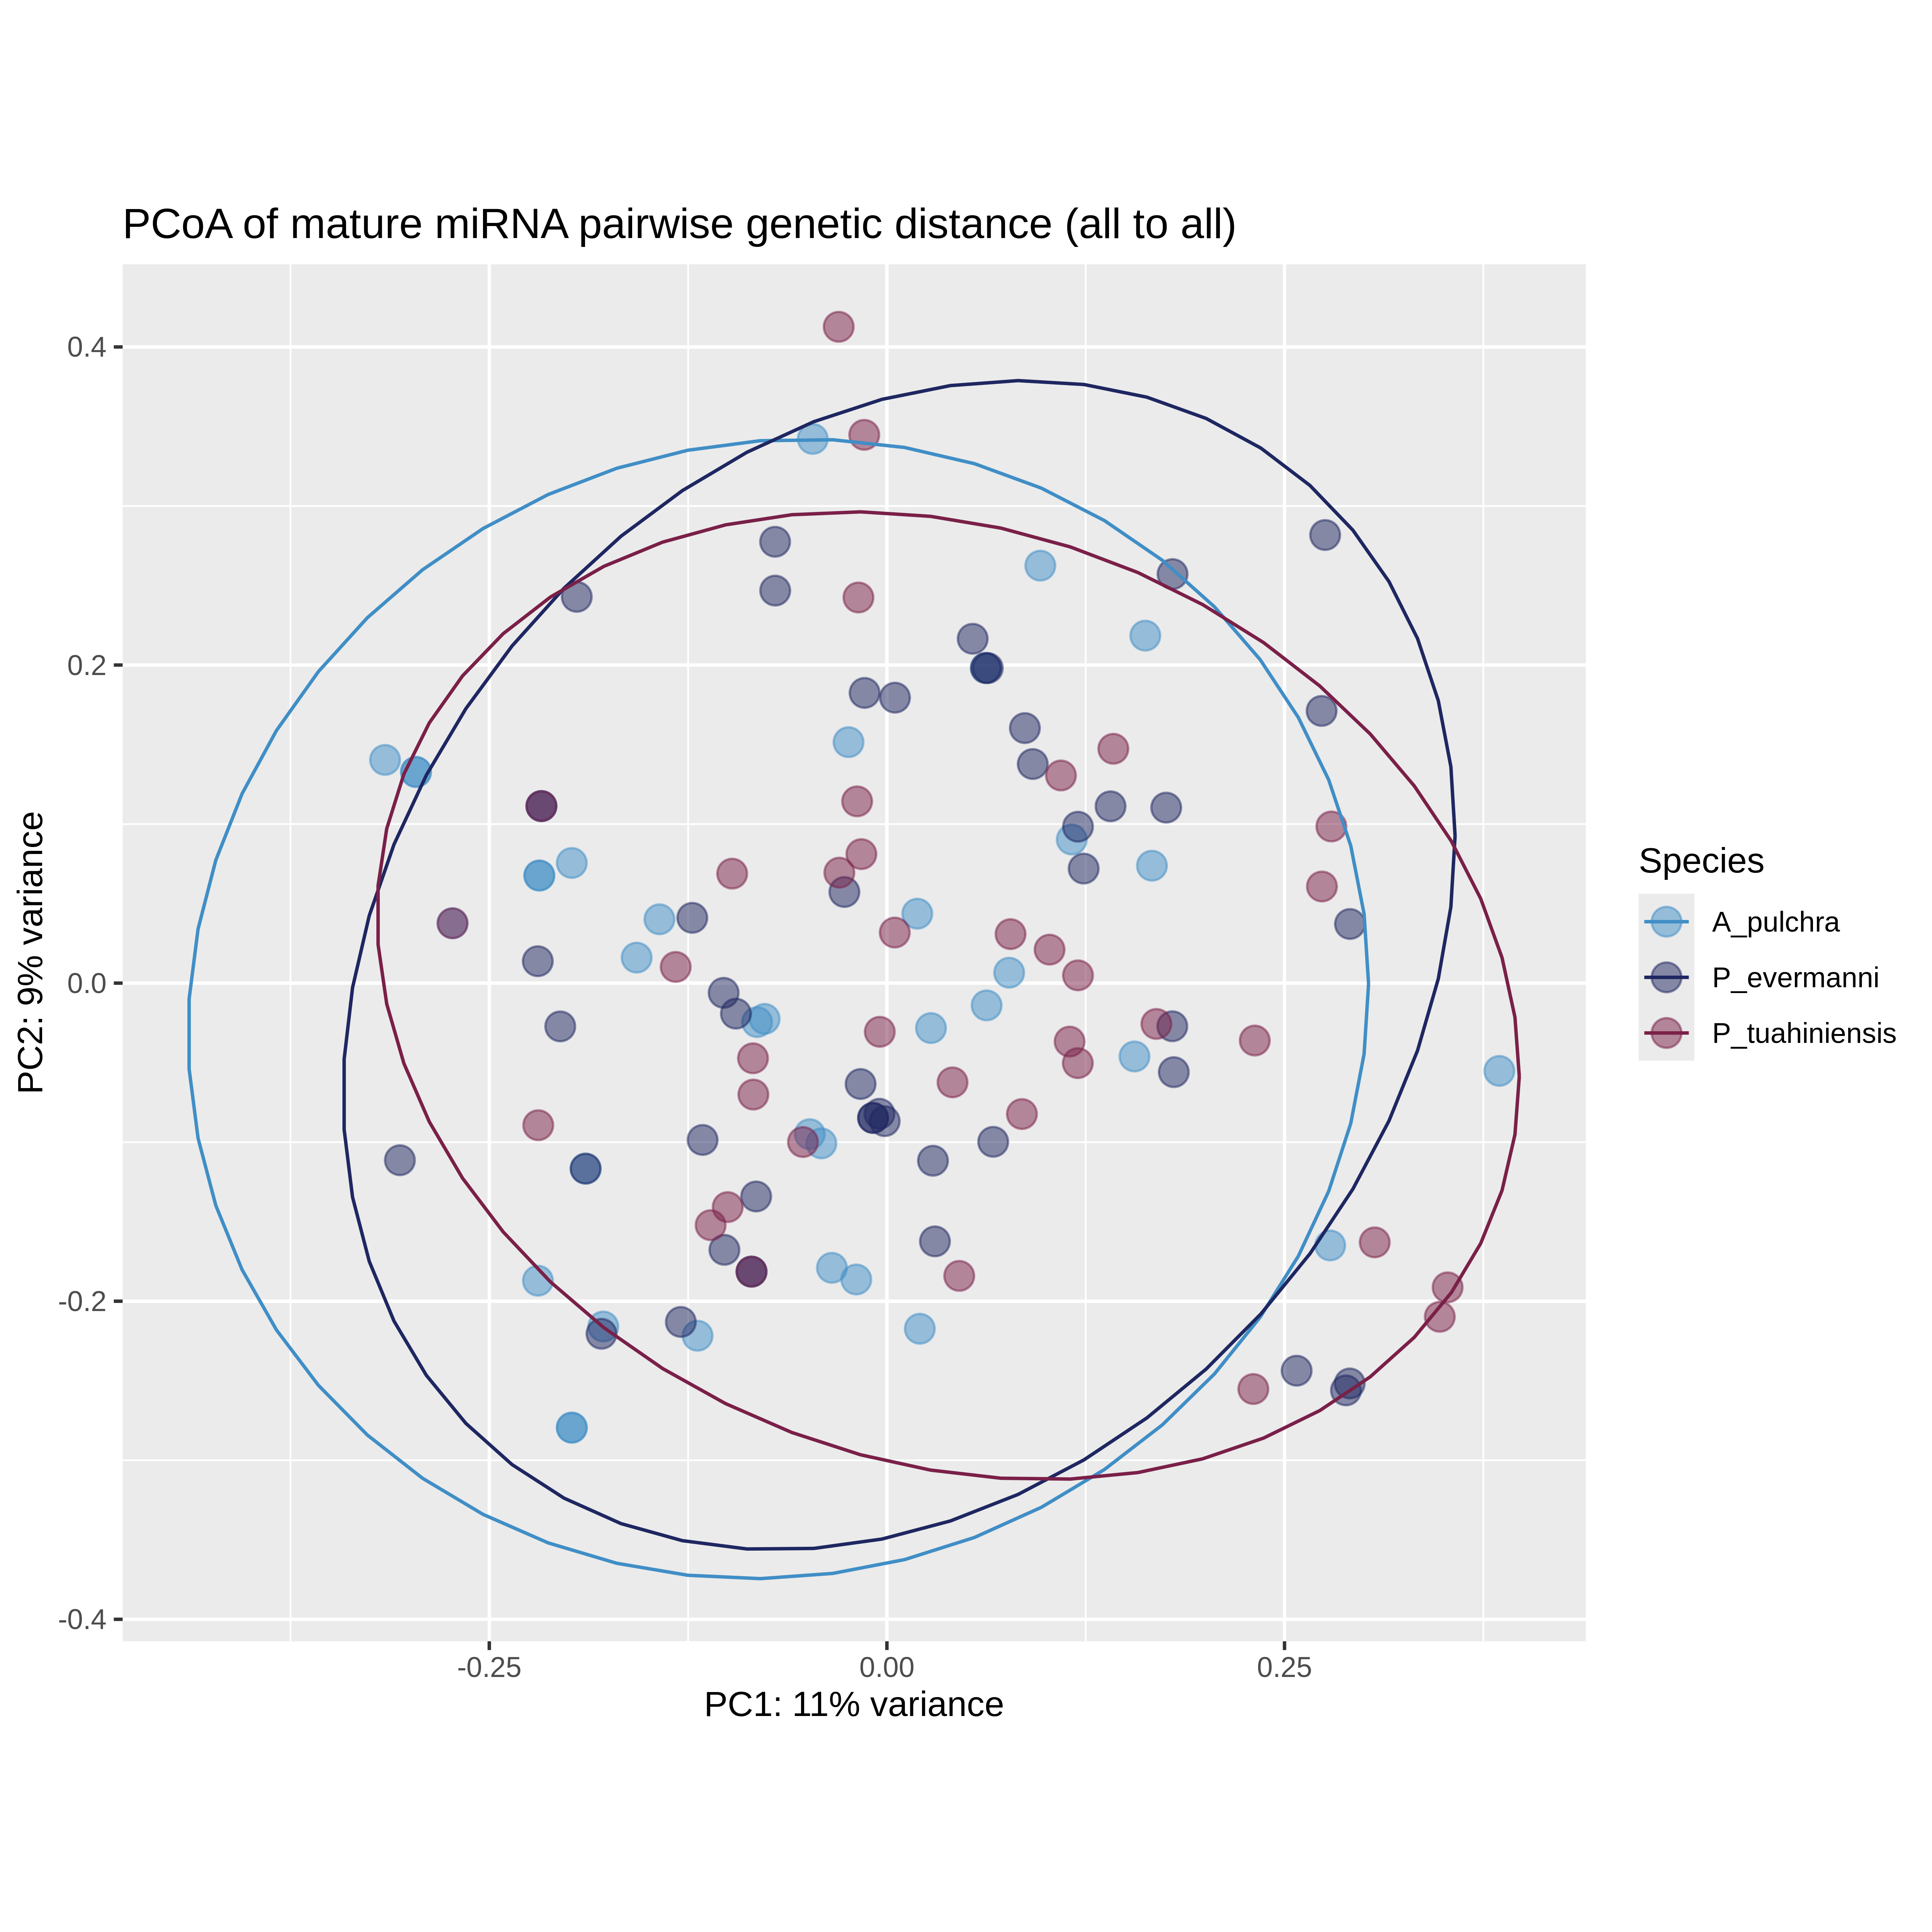 PCoA of mature miRNA pairwise genetic distance (all to all)
0.4
0.2
0.0
-0.2
-0.4
PC2: 9% variance
-0.25
0.00
0.25
PC1: 11% variance
Species
A_pulchra
P_evermanni
P_tuahiniensis